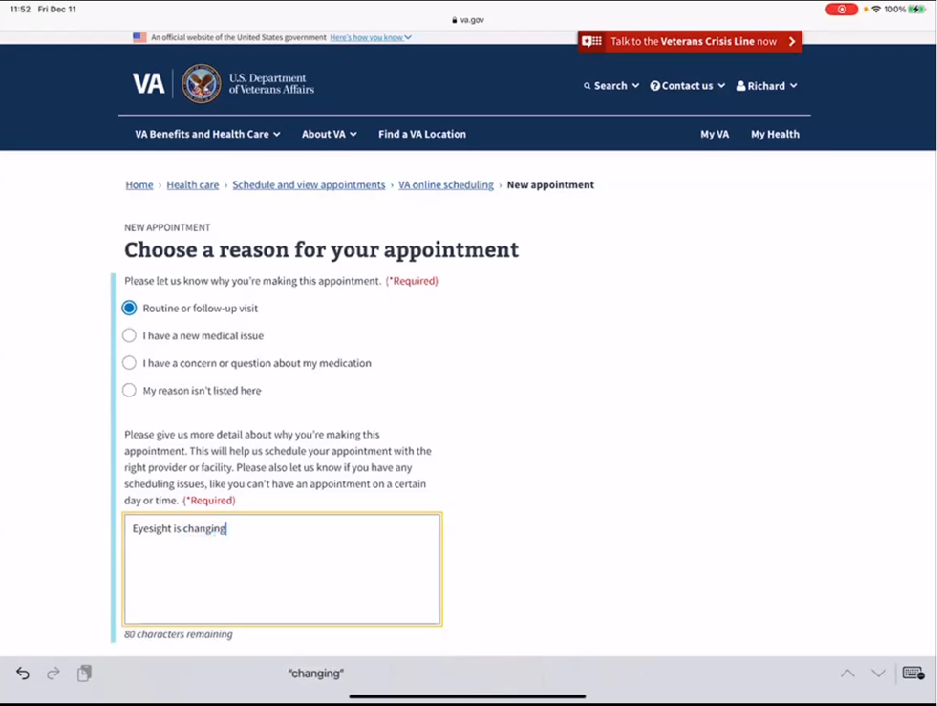 11:52 Fri Dec 11
100%
va.gov
An official website of the United States government Here's how you know
Talk to the Veterans Crisis Line now
VA
U.S. Department
of Veterans Affairs
Search
Contact us
Richard
VA Benefits and Health Care
About VA
Find a VA Location
My VA
My Health
Home › Health care › Schedule and view appointments › VA online scheduling › New appointment
NEW APPOINTMENT
Choose a reason for your appointment
Please let us know why you're making this appointment. (*Required)
Routine or follow-up visit
I have a new medical issue
I have a concern or question about my medication
My reason isn't listed here
Please give us more detail about why you're making this
appointment. This will help us schedule your appointment with the
right provider or facility. Please also let us know if you have any
scheduling issues, like you can't have an appointment on a certain
day or time. (*Required)
Eyesight is changing
80 characters remaining
"changing"